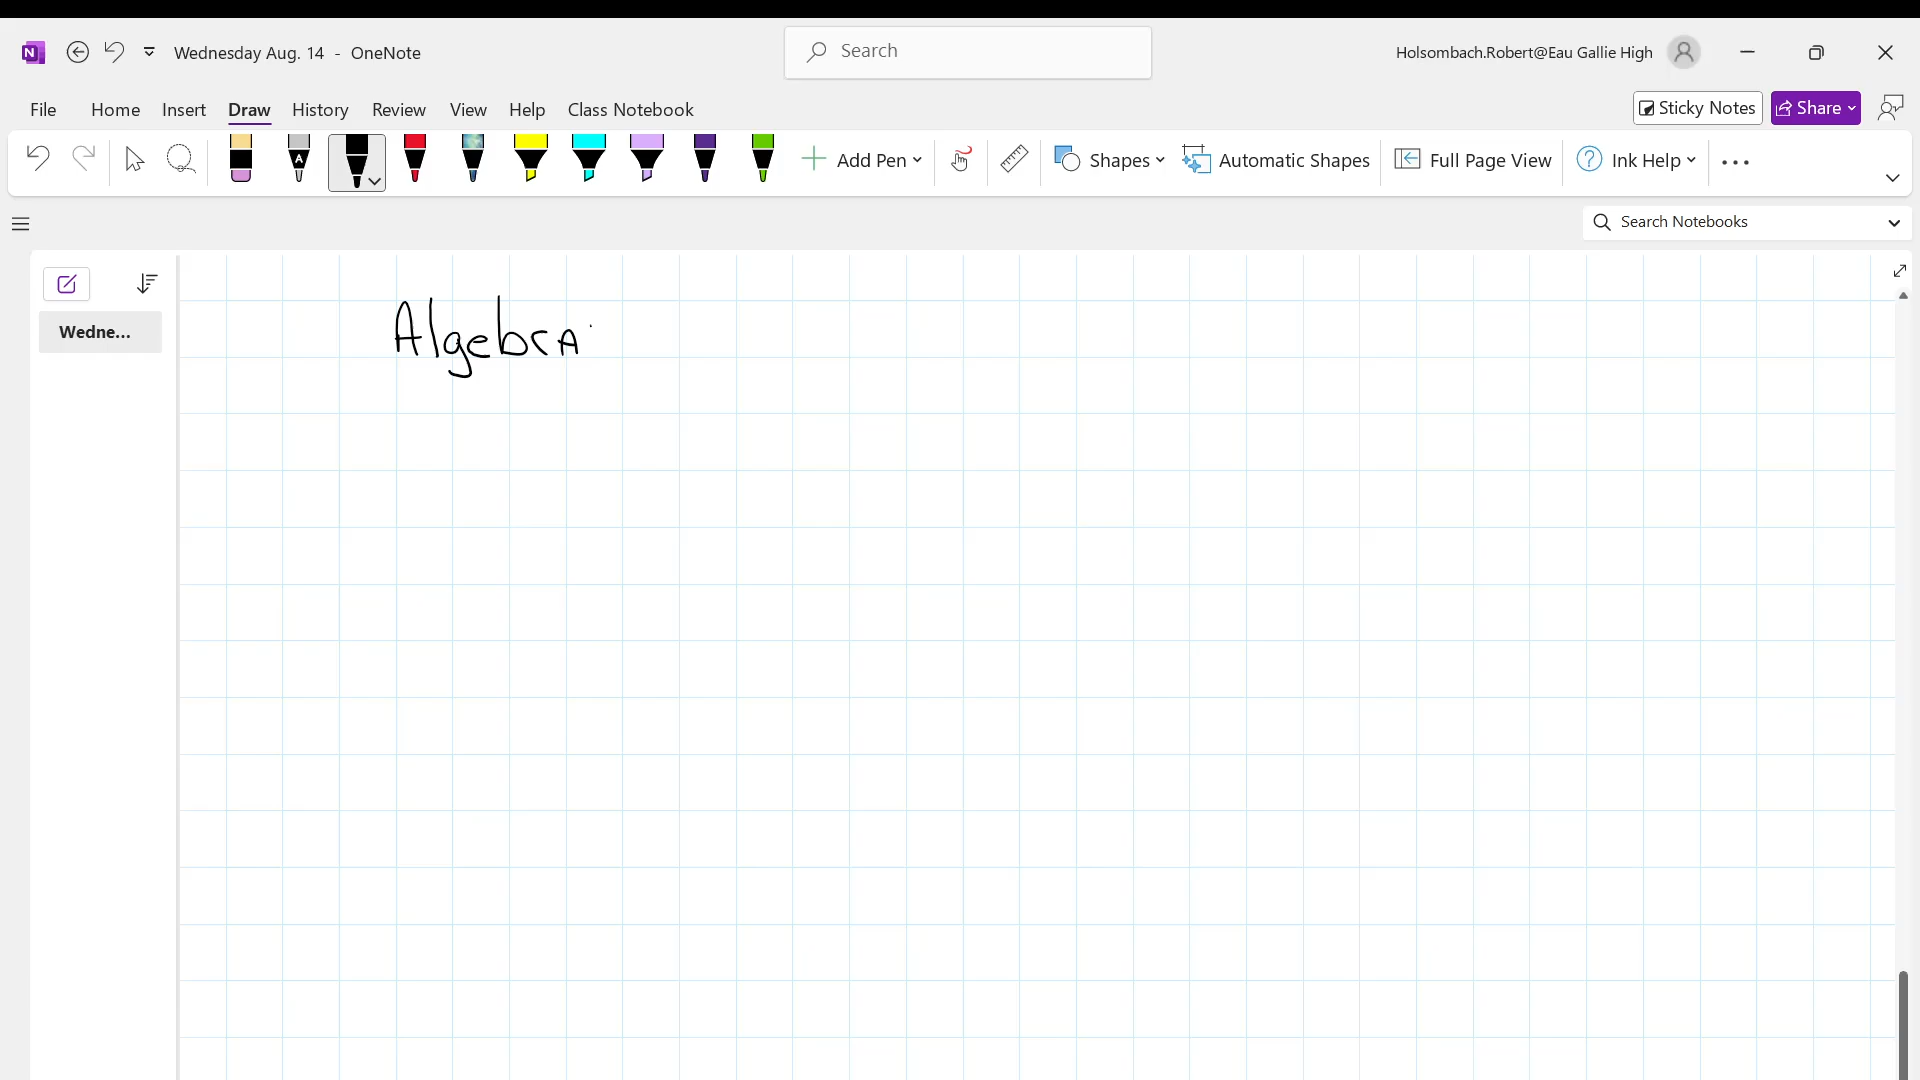 Wednesday Aug. 14 - OneNote
Search
Holsombach.Robert@Eau Gallie High
File Home Insert Draw History Review View Help Class Notebook
Sticky Notes Share
A Add Pen Shapes Automatic Shapes Full Page View Ink Help
Search Notebooks
Wedne...
Algebra